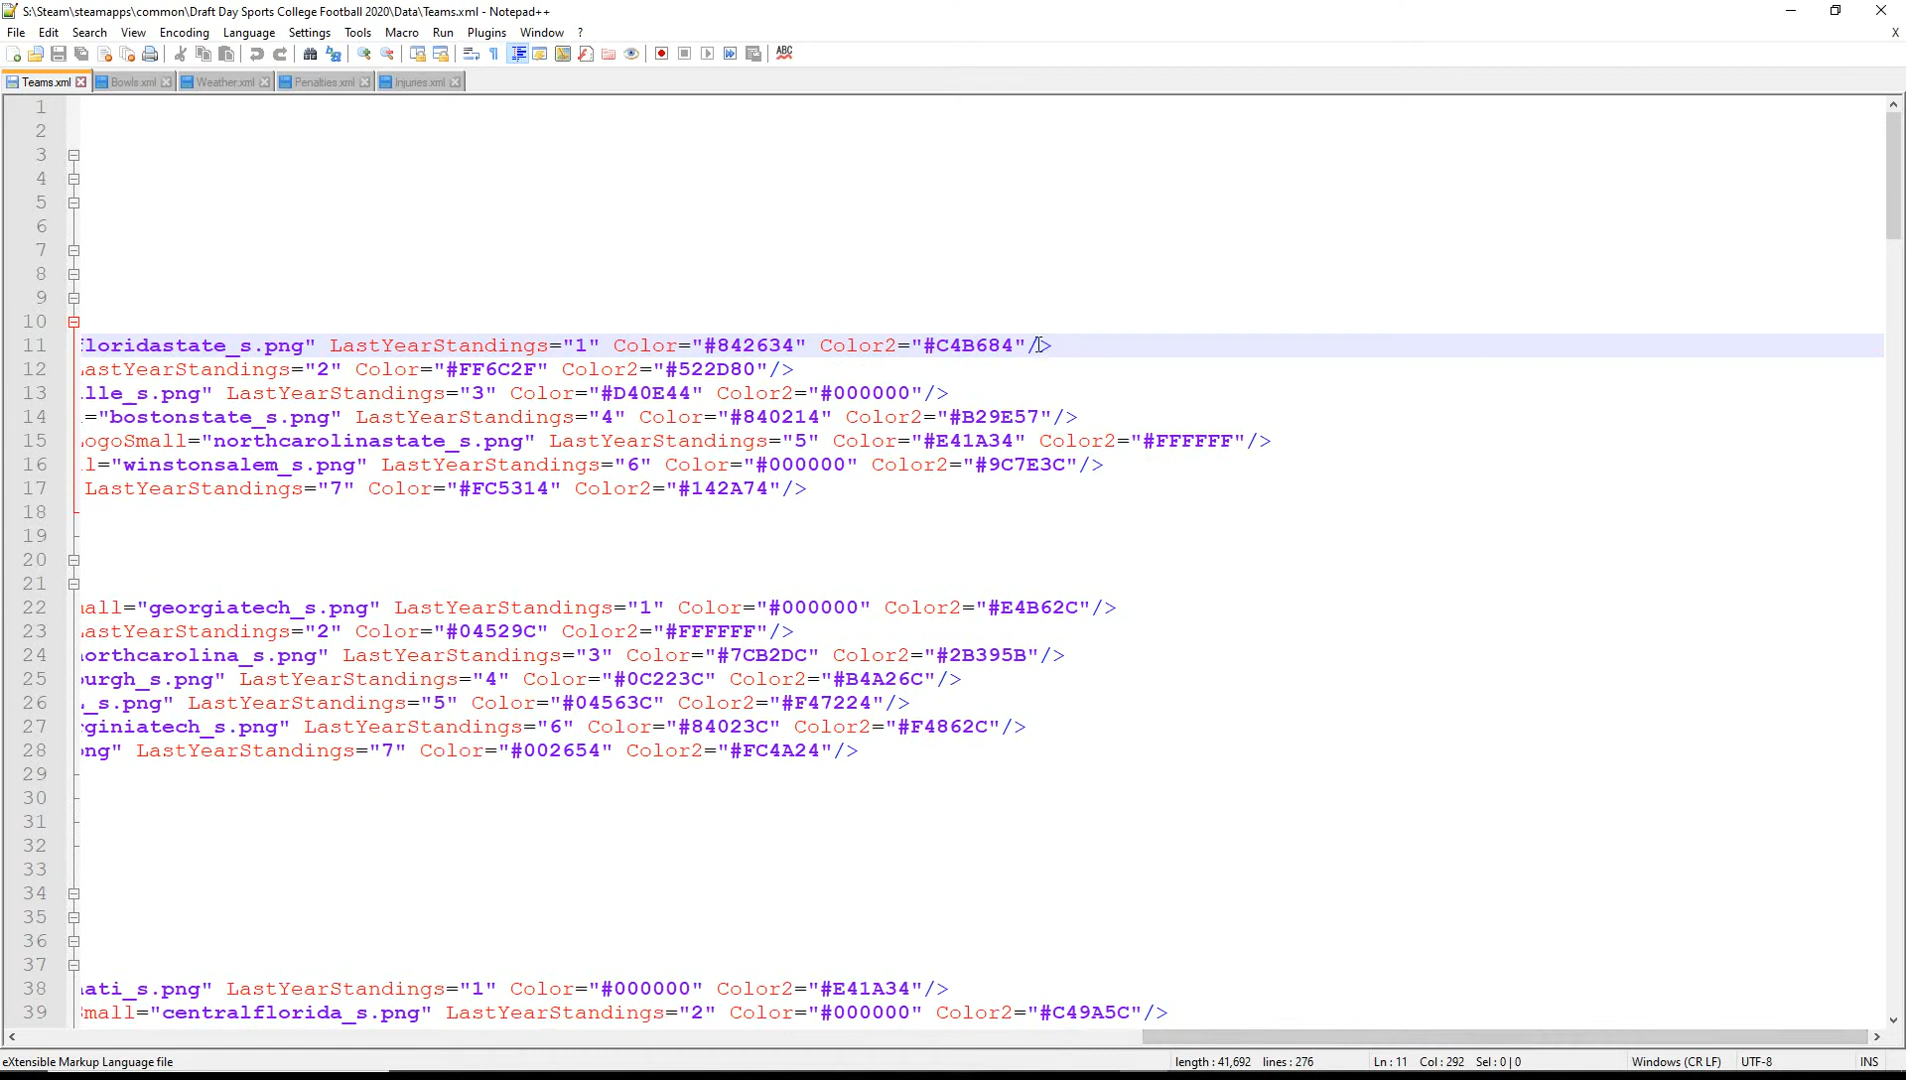 S:\Steam\steamapps\common\Draft Day Sports College Football 2020\Data\Teams.xml - Notepad++
File Edit Search View Encoding Language Settings Tools Macro Run Plugins Window ? X
ABC
Teams.xml Bowls.xml Weather.xml Penalties.xml Injuries.xml
1
2
3
4
5
6
7
8
9
10
11 floridastate_s.png" LastYearStandings="1" Color="#842634" Color2="#C4B684"/>
12 LastYearStandings="2" Color="#FF6C2F" Color2="#522D80"/>
13 lle_s.png" LastYearStandings="3" Color="#D40E44" Color2="#000000"/>
14 ="bostonstate_s.png" LastYearStandings="4" Color="#840214" Color2="#B29E57"/>
15 LogoSmall="northcarolinastate_s.png" LastYearStandings="5" Color="#E41A34" Color2="#FFFFFF"/>
16 l="winstonsalem_s.png" LastYearStandings="6" Color="#000000" Color2="#9C7E3C"/>
17 LastYearStandings="7" Color="#FC5314" Color2="#142A74"/>
18
19
20
21
22 mall="georgiatech_s.png" LastYearStandings="1" Color="#000000" Color2="#E4B62C"/>
23 LastYearStandings="2" Color="#04529C" Color2="#FFFFFF"/>
24 northcarolina_s.png" LastYearStandings="3" Color="#7CB2DC" Color2="#2B395B"/>
25 burgh_s.png" LastYearStandings="4" Color="#0C223C" Color2="#B4A26C"/>
26 _s.png" LastYearStandings="5" Color="#04563C" Color2="#F47224"/>
27 rginiatech_s.png" LastYearStandings="6" Color="#84023C" Color2="#F4862C"/>
28 png" LastYearStandings="7" Color="#002654" Color2="#FC4A24"/>
29
30
31
32
33
34
35
36
37
38 nati_s.png" LastYearStandings="1" Color="#000000" Color2="#E41A34"/>
39 Small="centralflorida_s.png" LastYearStandings="2" Color="#000000" Color2="#C49A5C"/>
eXtensible Markup Language file length : 41,692 lines : 276 Ln : 11 Col : 292 Sel : 0 | 0 Windows (CR LF) UTF-8 INS